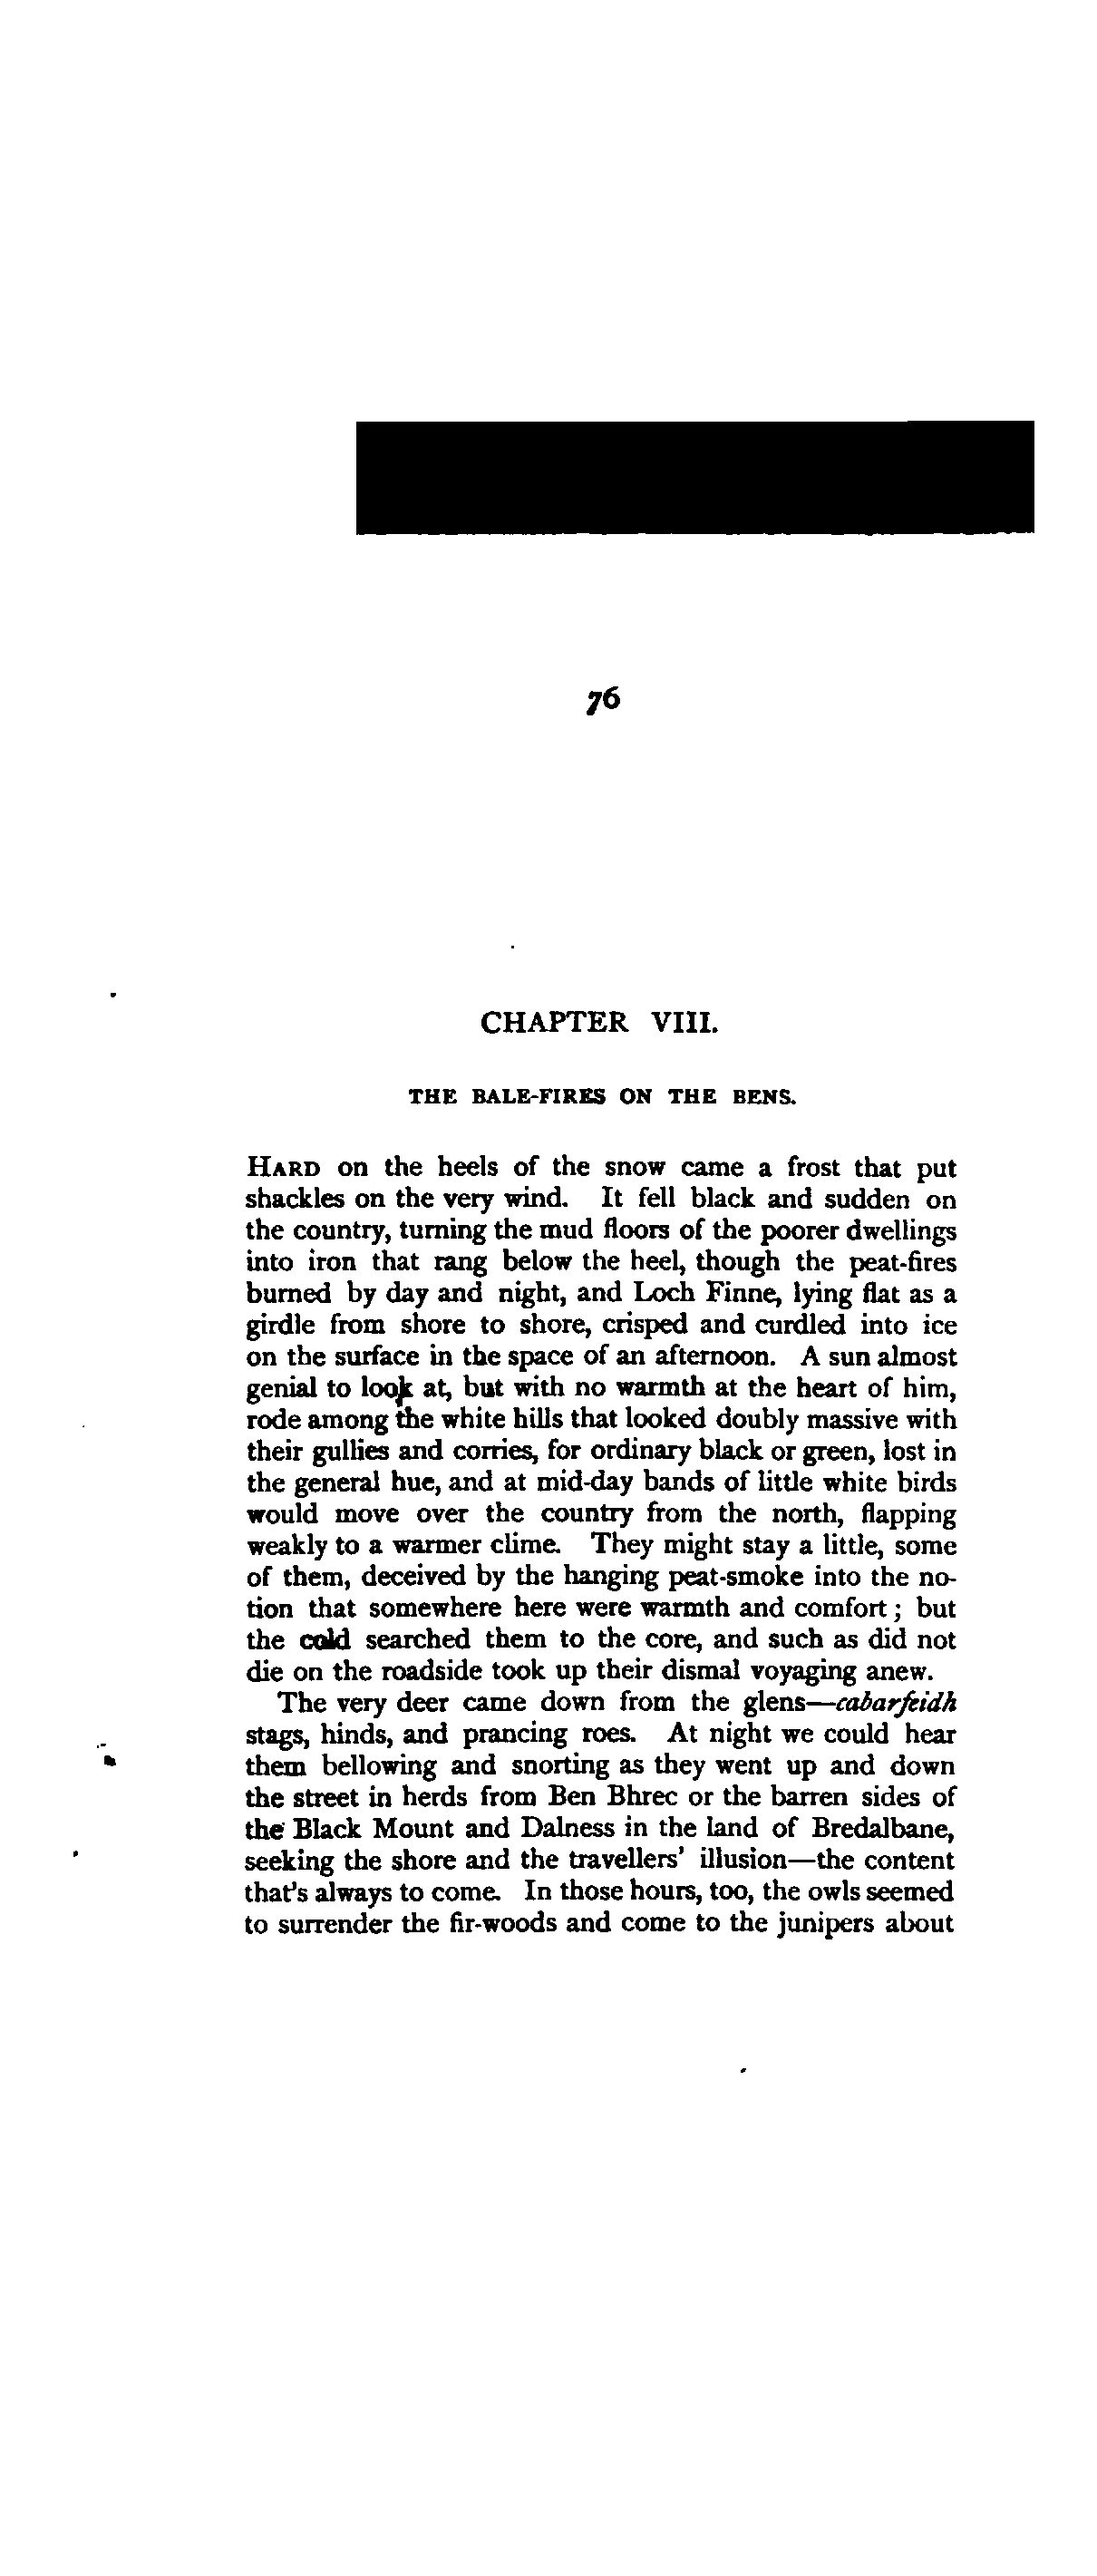 76
CHAPTER VIII.
THE BALE-FIRES ON THE BENS.
HARD on the heels of the snow came a frost that put
shackles on the very wind. It fell black and sudden on
the country, turning the mud floors of the poorer dwellings
into iron that rang below the heel, though the peat-fires
burned by day and night, and Loch Finne, lying flat as a
girdle from shore to shore, crisped and curdled into ice
on the surface in the space of an afternoon. A sun almost
genial to look at, but with no warmth at the heart of him,
rode among the white hills that looked doubly massive with
their gullies and corries, for ordinary black or green, lost in
the general hue, and at mid-day bands of little white birds
would move over the country from the north, flapping
weakly to a warmer clime. They might stay a little, some
of them, deceived by the hanging peat-smoke into the no-
tion that somewhere here were warmth and comfort; but
the cold searched them to the core, and such as did not
die on the roadside took up their dismal voyaging anew.
The very deer came down from the glens—cabarfeidh
stags, hinds, and prancing roes. At night we could hear
them bellowing and snorting as they went up and down
the street in herds from Ben Bhrec or the barren sides of
the Black Mount and Dalness in the land of Bredalbane,
seeking the shore and the travellers' illusion—the content
that's always to come. In those hours, too, the owls seemed
to surrender the fir-woods and come to the junipers about